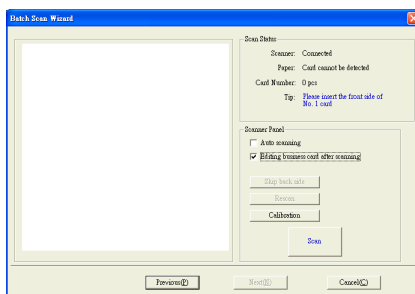 Batch Scan Wizard
Scan Status
Scanner: Connected
Paper: Card cannot be detected
Card Number: 0 pcs
Tip: Please insert the front side of
No. 1 card
Scanner Panel
Auto scanning
Editing business card after scanning
Skip back side
Rescan
Calibration
Scan
Previous(P)
Next(N)
Cancel(C)